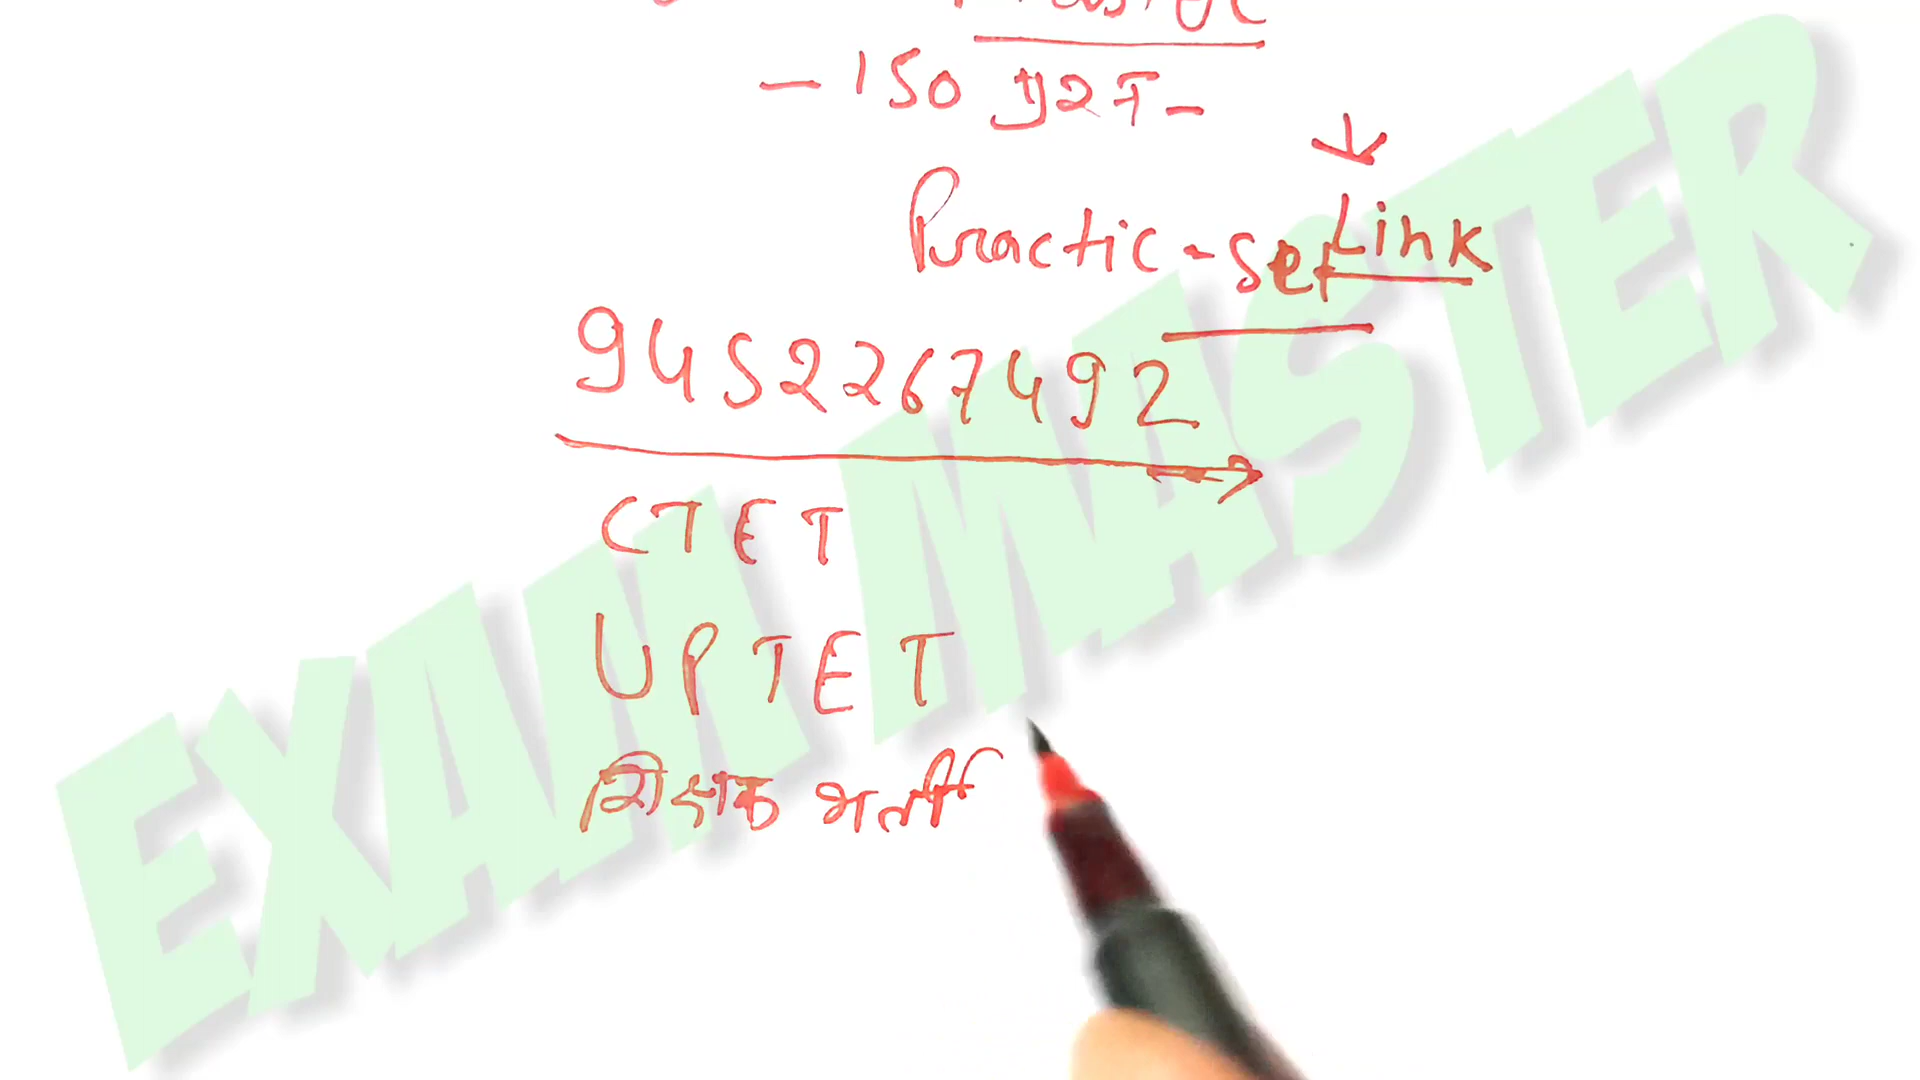 - 150 प्रश्न -
Practic - Set
Link
9452267492
CTET
UPTET
शिक्षक भर्ती
EXAM MASTER